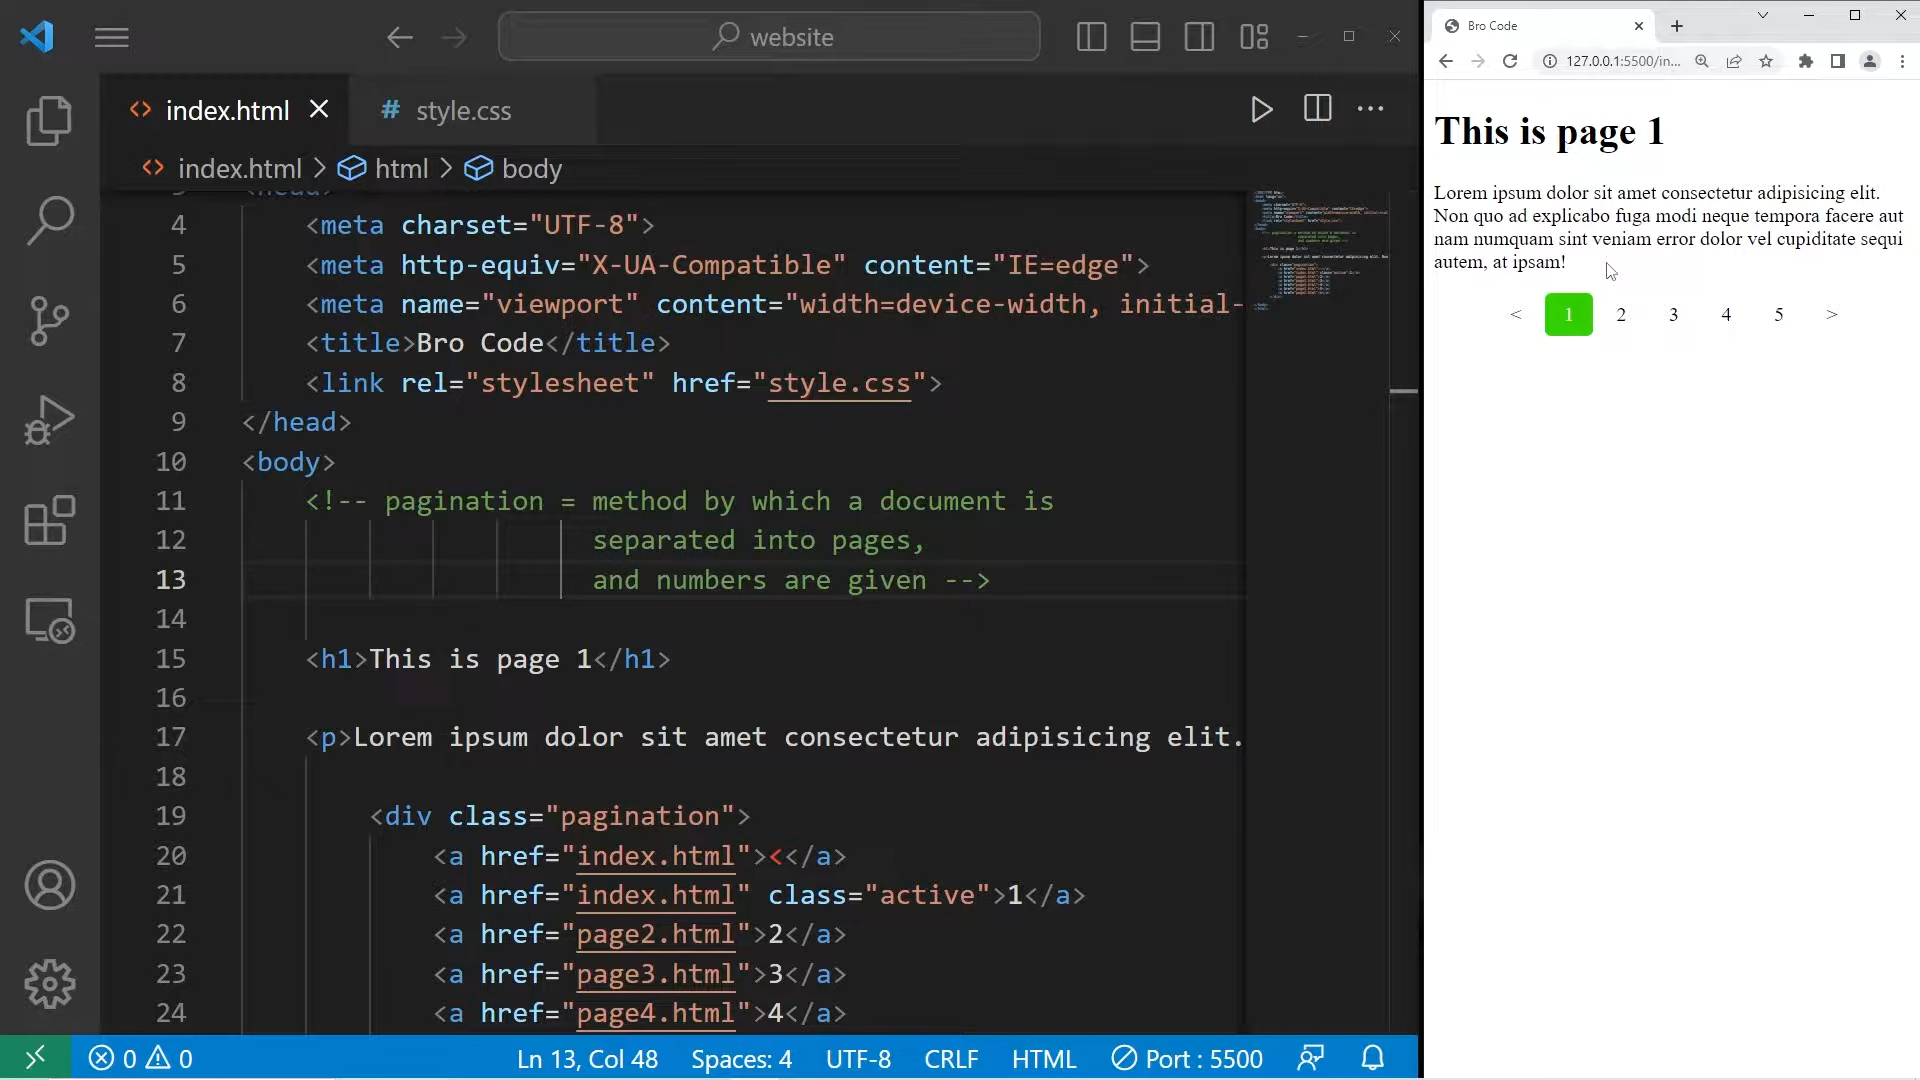 website
index.html
# style.css
index.html > html > body
4 <meta charset="UTF-8">
5 <meta http-equiv="X-UA-Compatible" content="IE=edge">
6 <meta name="viewport" content="width=device-width, initial-
7 <title>Bro Code</title>
8 <link rel="stylesheet" href="style.css">
9 </head>
10 <body>
11 <!-- pagination = method by which a document is
12 separated into pages,
13 and numbers are given -->
14
15 <h1>This is page 1</h1>
16
17 <p>Lorem ipsum dolor sit amet consectetur adipisicing elit.
18
19 <div class="pagination">
20 <a href="index.html"><</a>
21 <a href="index.html" class="active">1</a>
22 <a href="page2.html">2</a>
23 <a href="page3.html">3</a>
24 <a href="page4.html">4</a>
0 0 Ln 13, Col 48 Spaces: 4 UTF-8 CRLF HTML Port : 5500
Bro Code
127.0.0.1:5500/in...
This is page 1
Lorem ipsum dolor sit amet consectetur adipisicing elit.
Non quo ad explicabo fuga modi neque tempora facere aut
nam numquam sint veniam error dolor vel cupiditate sequi
autem, at ipsam!
< 1 2 3 4 5 >